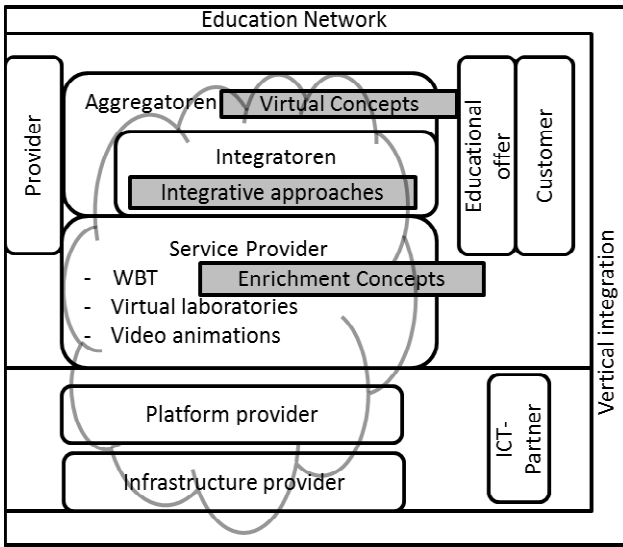 Education Network
Provider
Aggregatoren
Virtual Concepts
Integratoren
Integrative approaches
Educational
offer
Customer
Service Provider
- WBT
Enrichment Concepts
- Virtual laboratories
- Video animations
Vertical integration
Platform provider
ICT-
Partner
Infrastructure provider